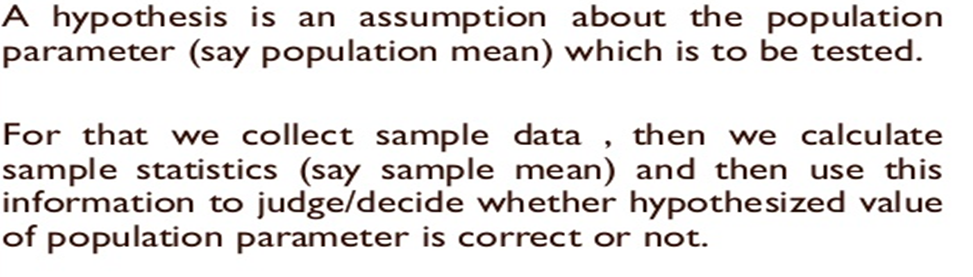 A hypothesis is an assumption about the population
parameter (say population mean) which is to be tested.
For that we collect sample data , then we calculate
sample statistics (say sample mean) and then use this
information to judge/decide whether hypothesized value
of population parameter is correct or not.